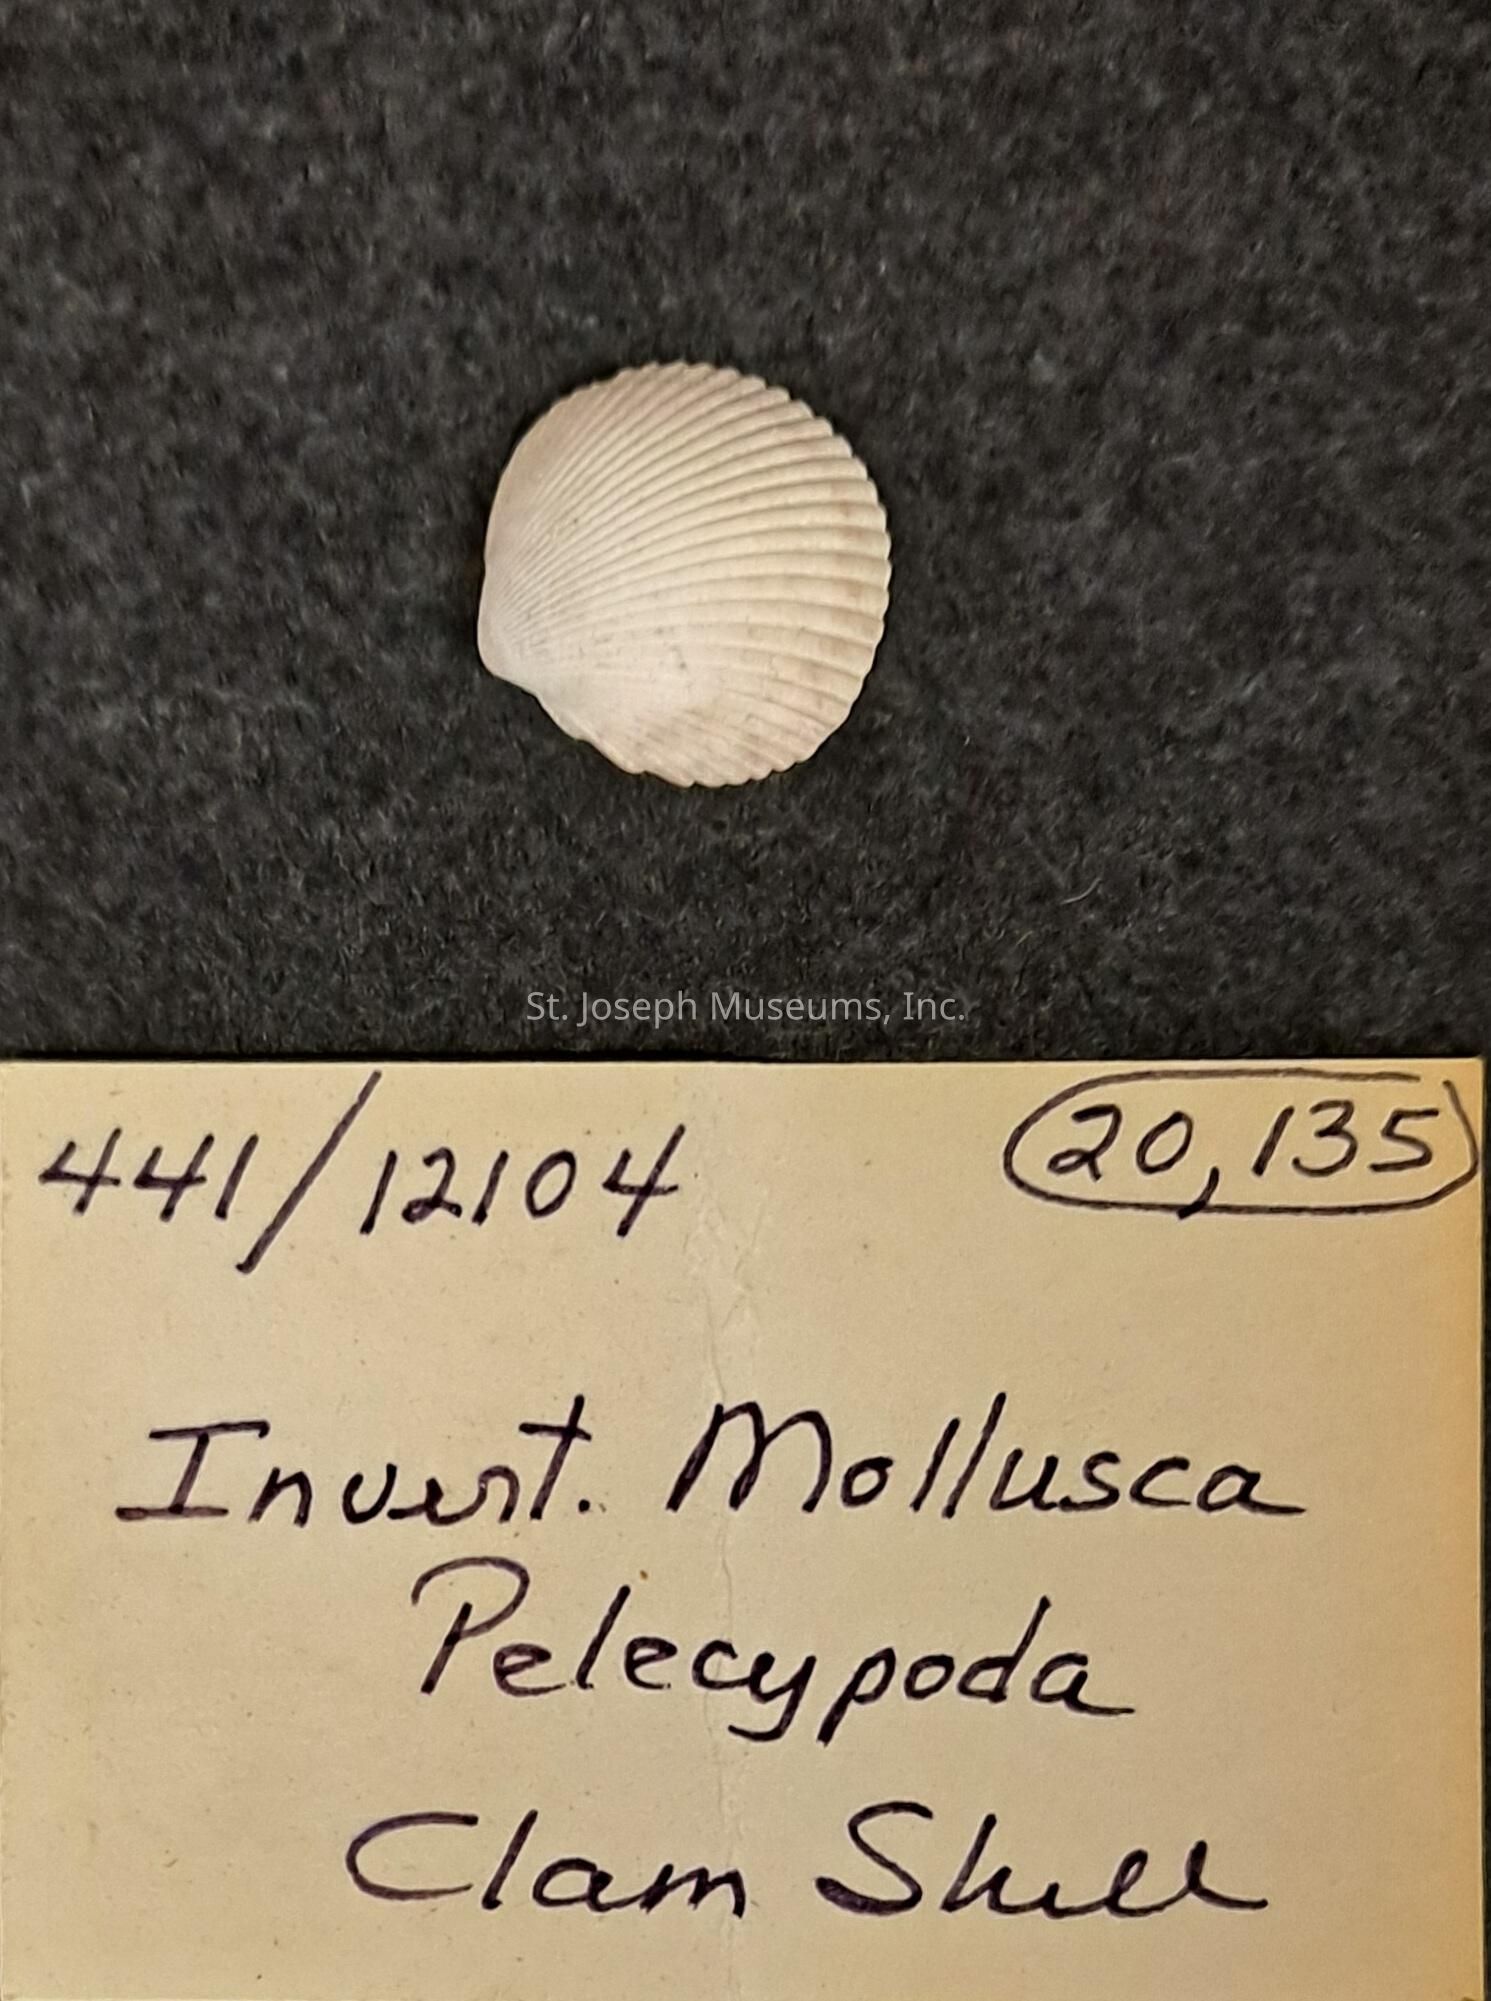 St. Joseph Museums, Inc.
441/12104 20,135
Invert. Mollusca
Pelecypoda
Clam Shell